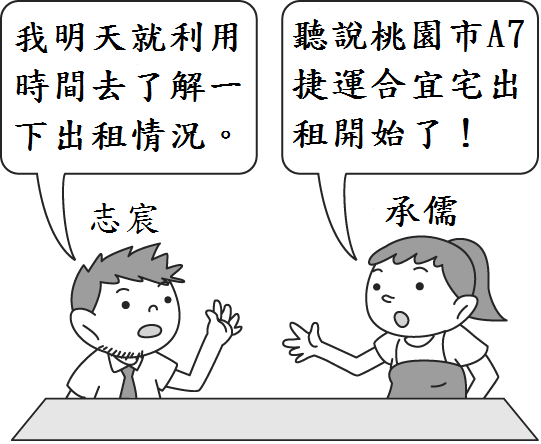 我明天就利用
時間去了解一
下出租情況。
聽說桃園市A7
捷運合宜宅出
租開始了！
志宸
承儒